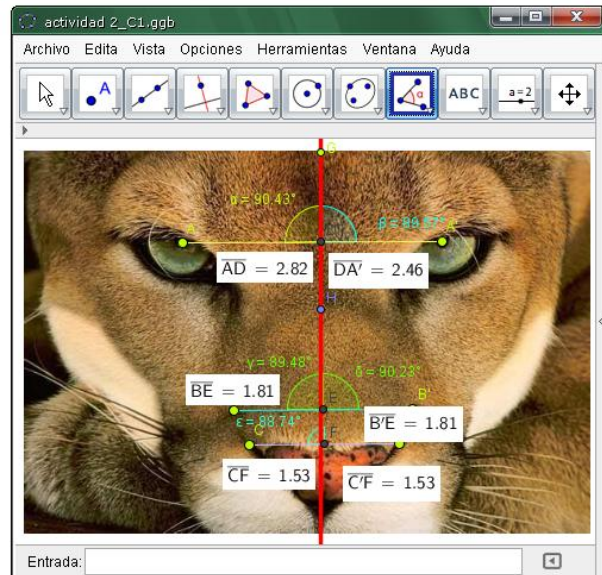 actividad 2_C1.ggb
Archivo Edita Vista Opciones Herramientas Ventana Ayuda
A α ABC a = 2
G
α = 90.43° β = 89.57°
A A'
AD = 2.82 DA′ = 2.46
H
γ = 89.48° δ = 90.23°
BE = 1.81 E B'
ε = 88.74° B′E = 1.81
C F
CF = 1.53 C′F = 1.53
Entrada: